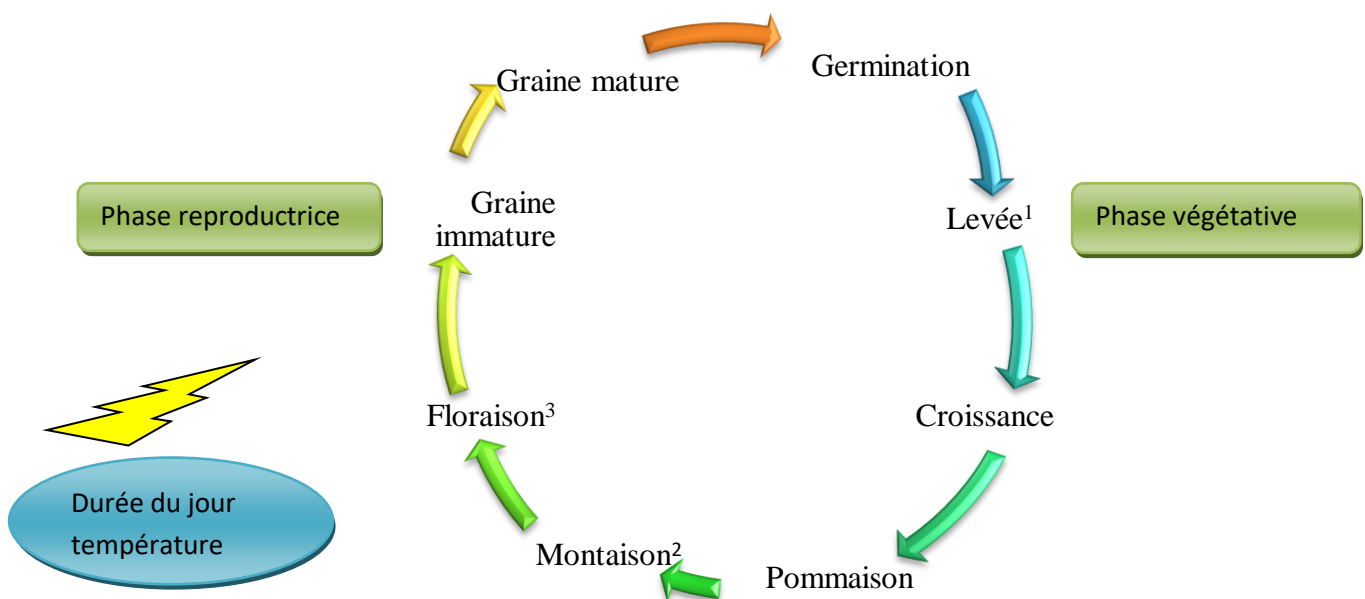 Graine mature
Germination
Phase reproductrice
Graine
immature
Levée¹
Phase végétative
Floraison³
Croissance
Durée du jour
température
Montaison²
Pommaison